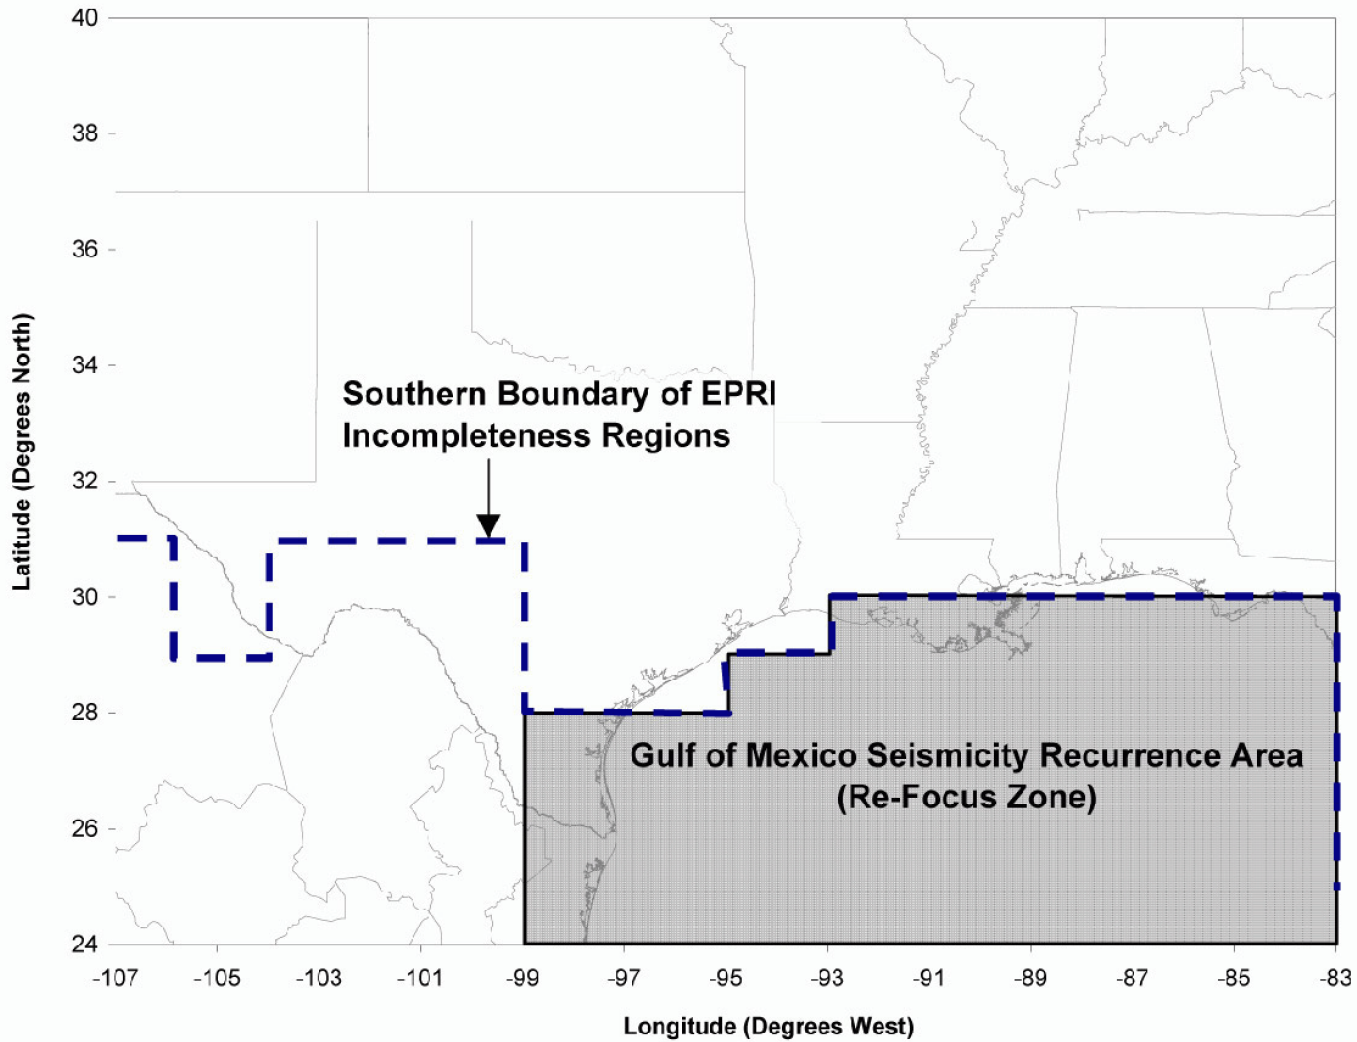 40
38
36
34
32
30
28
26
24
Latitude (Degrees North)
Southern Boundary of EPRI
Incompleteness Regions
Gulf of Mexico Seismicity Recurrence Area
(Re-Focus Zone)
-107 -105 -103 -101 -99 -97 -95 -93 -91 -89 -87 -85 -83
Longitude (Degrees West)